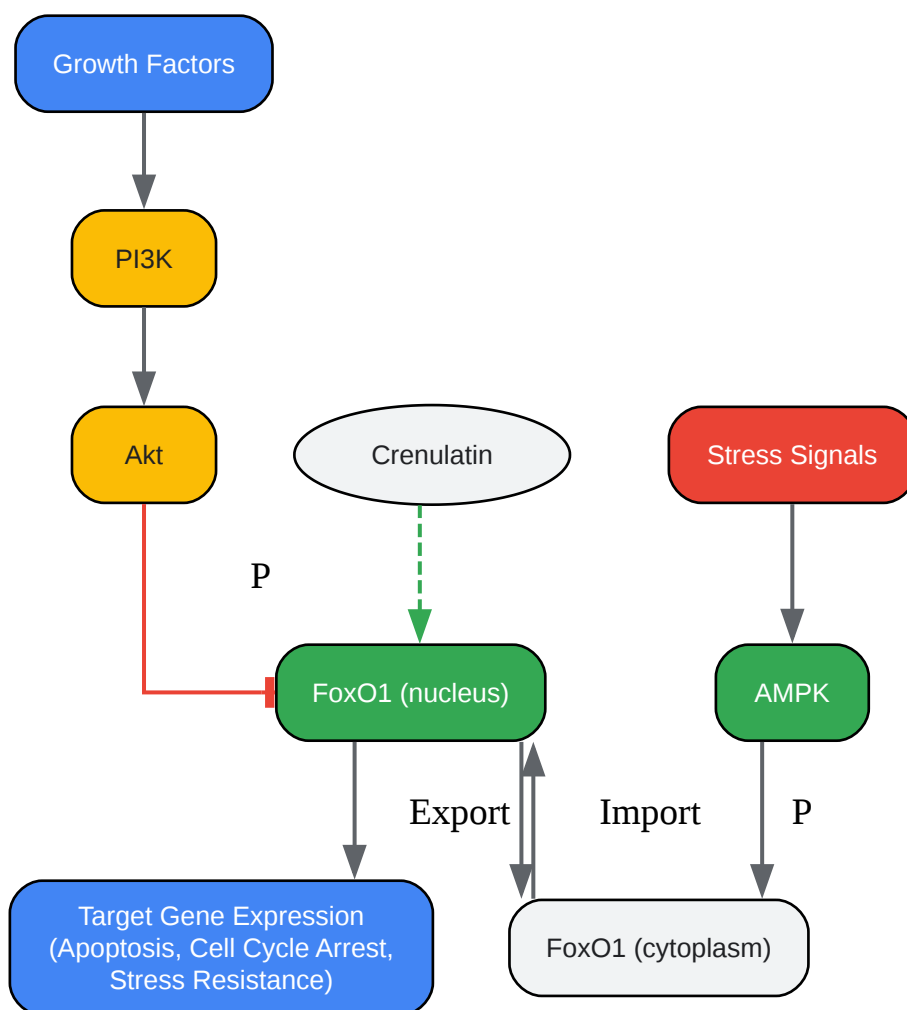 Growth Factors
PI3K
Akt
Crenulatin
Stress Signals
P
FoxO1 (nucleus)
AMPK
Export
Import
P
Target Gene Expression
(Apoptosis, Cell Cycle Arrest,
Stress Resistance)
FoxO1 (cytoplasm)